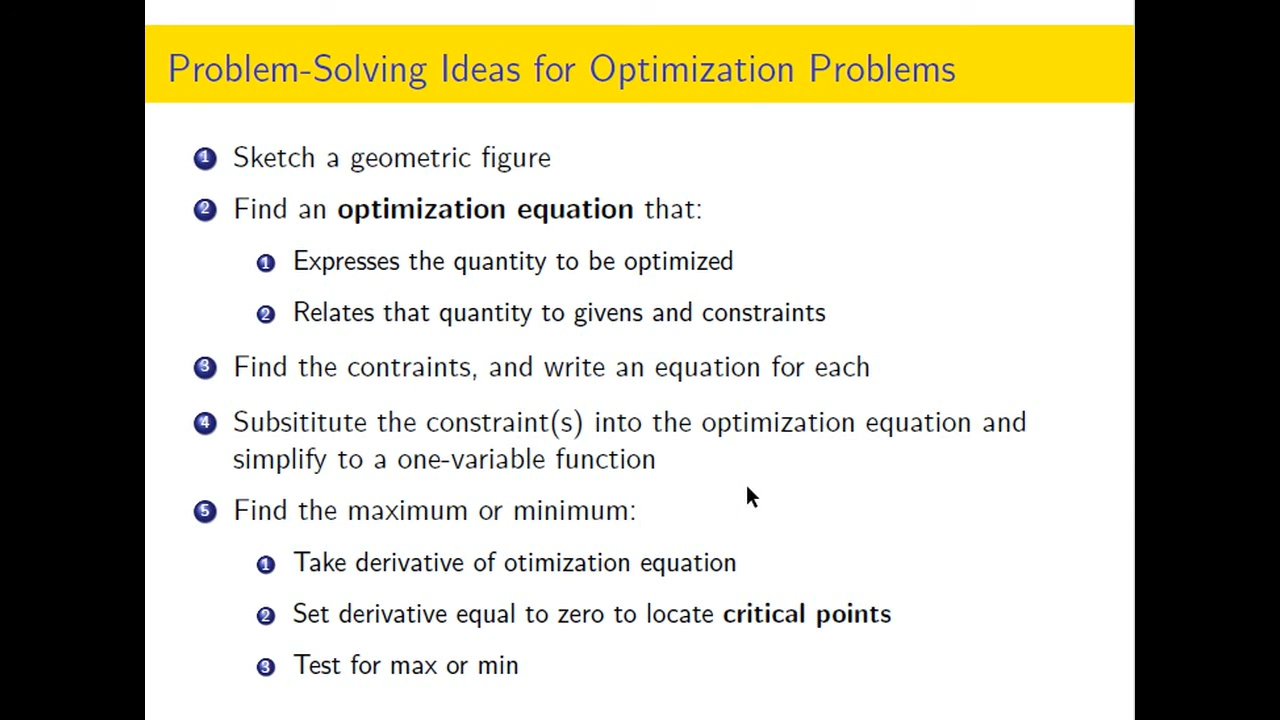 Problem-Solving Ideas for Optimization Problems
1 Sketch a geometric figure
2 Find an optimization equation that:
1 Expresses the quantity to be optimized
2 Relates that quantity to givens and constraints
3 Find the contraints, and write an equation for each
4 Subsititute the constraint(s) into the optimization equation and
simplify to a one-variable function
5 Find the maximum or minimum:
1 Take derivative of otimization equation
2 Set derivative equal to zero to locate critical points
3 Test for max or min